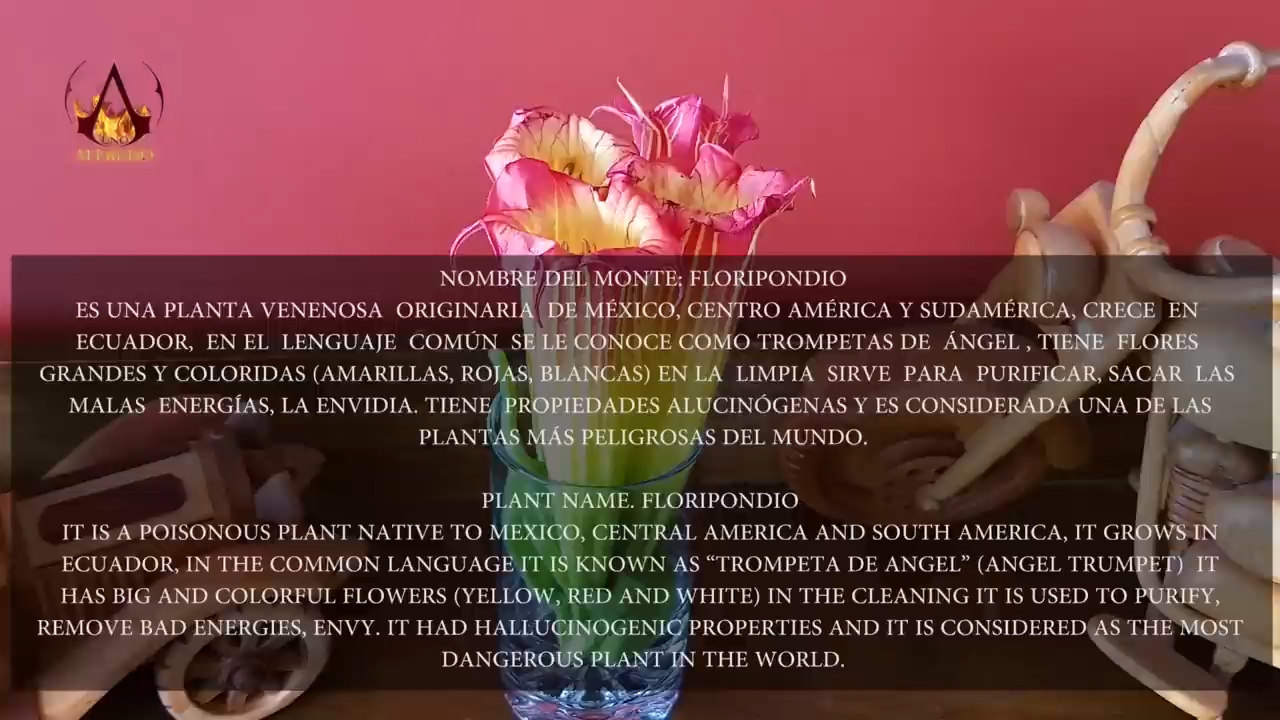 UNO
NOMBRE DEL MONTE: FLORIPONDIO
ES UNA PLANTA VENENOSA ORIGINARIA DE MÉXICO, CENTRO AMÉRICA Y SUDAMÉRICA, CRECE EN
ECUADOR, EN EL LENGUAJE COMÚN SE LE CONOCE COMO TROMPETAS DE ÁNGEL , TIENE FLORES
GRANDES Y COLORIDAS (AMARILLAS, ROJAS, BLANCAS) EN LA LIMPIA SIRVE PARA PURIFICAR, SACAR LAS
MALAS ENERGÍAS, LA ENVIDIA. TIENE PROPIEDADES ALUCINÓGENAS Y ES CONSIDERADA UNA DE LAS
PLANTAS MÁS PELIGROSAS DEL MUNDO.
PLANT NAME. FLORIPONDIO
IT IS A POISONOUS PLANT NATIVE TO MEXICO, CENTRAL AMERICA AND SOUTH AMERICA, IT GROWS IN
ECUADOR, IN THE COMMON LANGUAGE IT IS KNOWN AS “TROMPETA DE ANGEL” (ANGEL TRUMPET) IT
HAS BIG AND COLORFUL FLOWERS (YELLOW, RED AND WHITE) IN THE CLEANING IT IS USED TO PURIFY,
REMOVE BAD ENERGIES, ENVY. IT HAD HALLUCINOGENIC PROPERTIES AND IT IS CONSIDERED AS THE MOST
DANGEROUS PLANT IN THE WORLD.